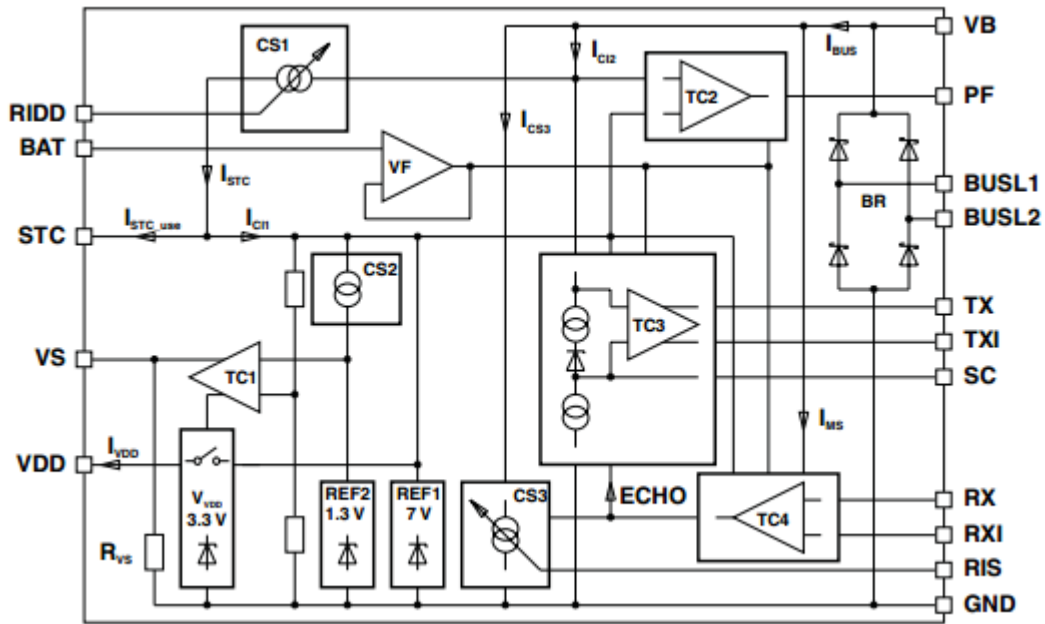 CS1
I_CI2
I_BUS
VB
TC2
PF
RIDD
I_CS3
BAT
VF
I_STC
BR
BUSL1
BUSL2
I_STC_use
I_CI1
STC
CS2
TC3
TX
TXI
VS
TC1
SC
I_MS
I_VDD
VDD
V_VDD
3.3 V
REF2
1.3 V
REF1
7 V
CS3
ECHO
TC4
RX
RXI
R_VS
RIS
GND